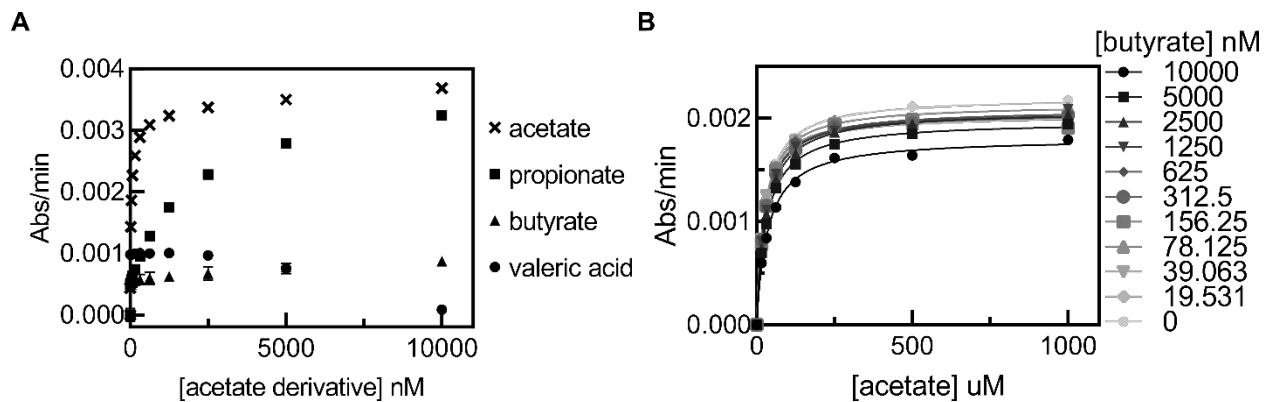 A
Abs/min
0.004
0.003
0.002
0.001
0.000
0 5000 10000
[acetate derivative] nM
acetate
propionate
butyrate
valeric acid
B
Abs/min
0.002
0.001
0.000
0 500 1000
[acetate] uM
[butyrate] nM
10000
5000
2500
1250
625
312.5
156.25
78.125
39.063
19.531
0